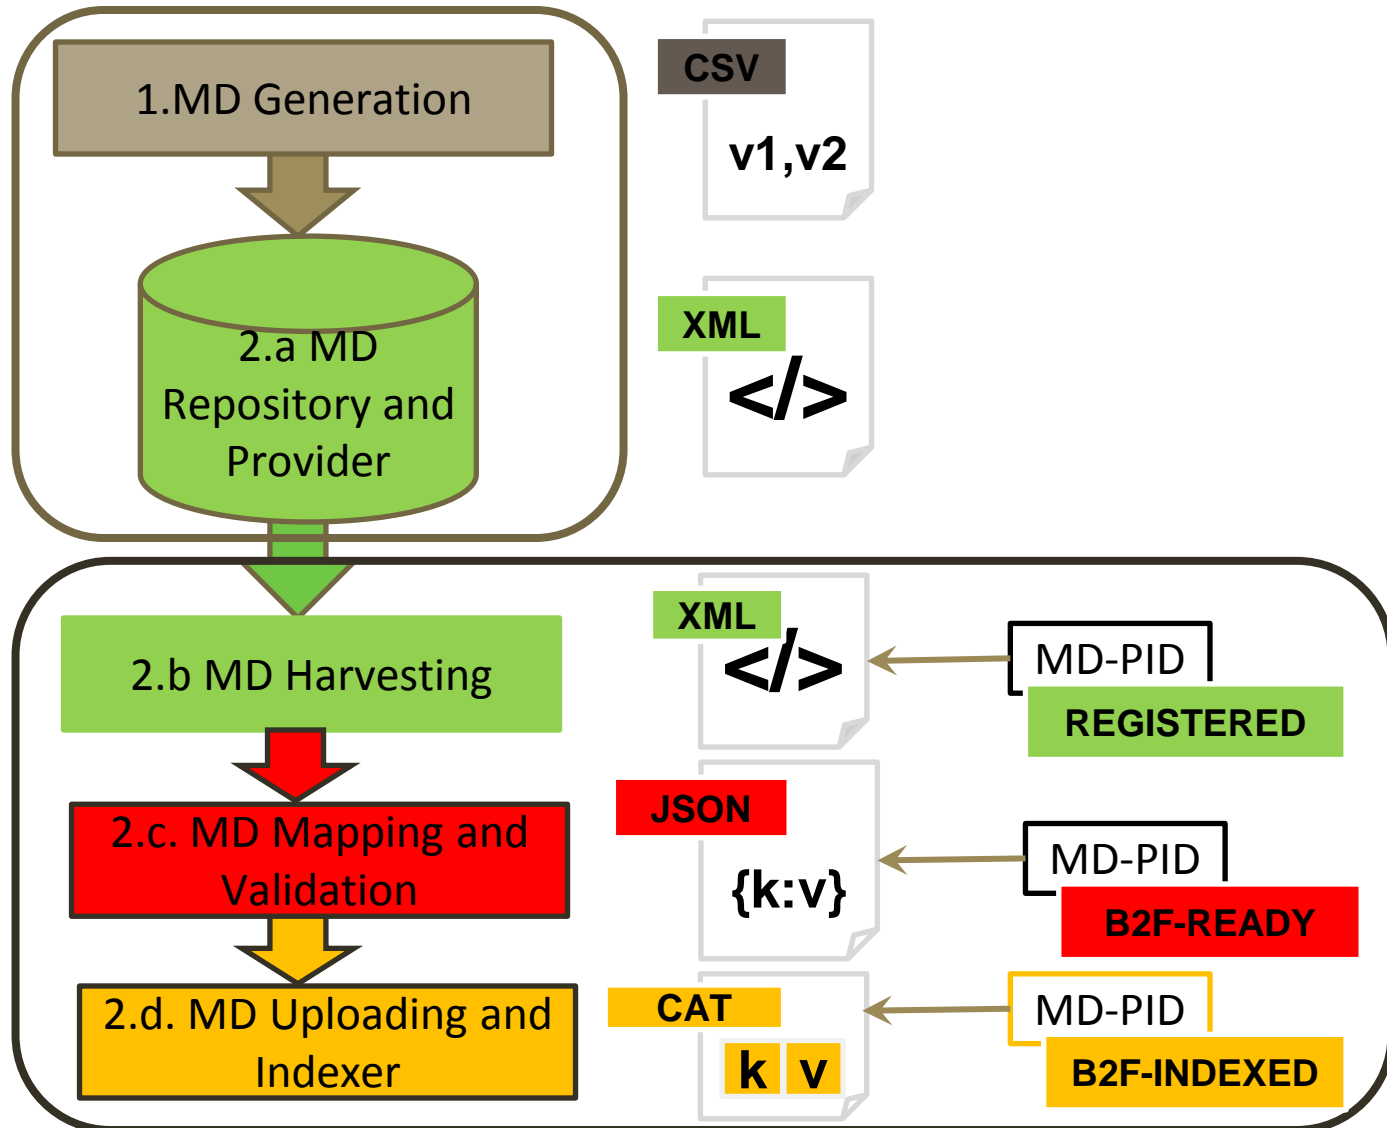 1.MD Generation
CSV
v1,v2
2.a MD
Repository and
Provider
XML
</>
2.b MD Harvesting
XML
</>
MD-PID
REGISTERED
2.c. MD Mapping and
Validation
JSON
{k:v}
MD-PID
B2F-READY
2.d. MD Uploading and
Indexer
CAT
k v
MD-PID
B2F-INDEXED